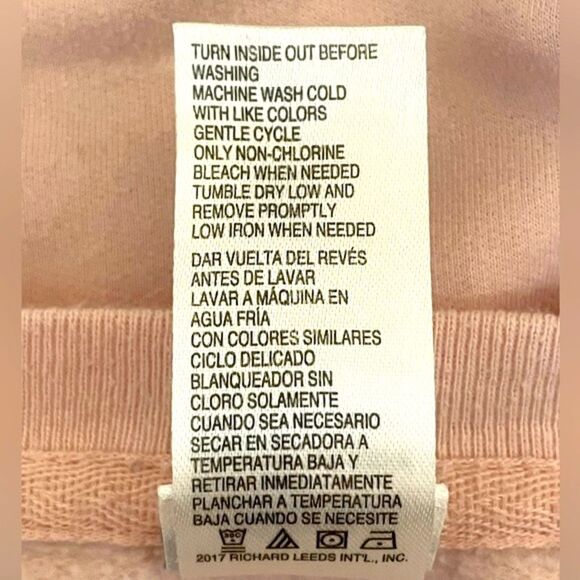 TURN INSIDE OUT BEFORE
WASHING
MACHINE WASH COLD
WITH LIKE COLORS
GENTLE CYCLE
ONLY NON-CHLORINE
BLEACH WHEN NEEDED
TUMBLE DRY LOW AND
REMOVE PROMPTLY
LOW IRON WHEN NEEDED
DAR VUELTA DEL REVÉS
ANTES DE LAVAR
LAVAR A MÁQUINA EN
AGUA FRÍA
CON COLORES SIMILARES
CICLO DELICADO
BLANQUEADOR SIN
CLORO SOLAMENTE
CUANDO SEA NECESARIO
SECAR EN SECADORA A
TEMPERATURA BAJA Y
RETIRAR INMEDIATAMENTE
PLANCHAR A TEMPERATURA
BAJA CUANDO SE NECESITE
2017 RICHARD LEEDS INT'L., INC.